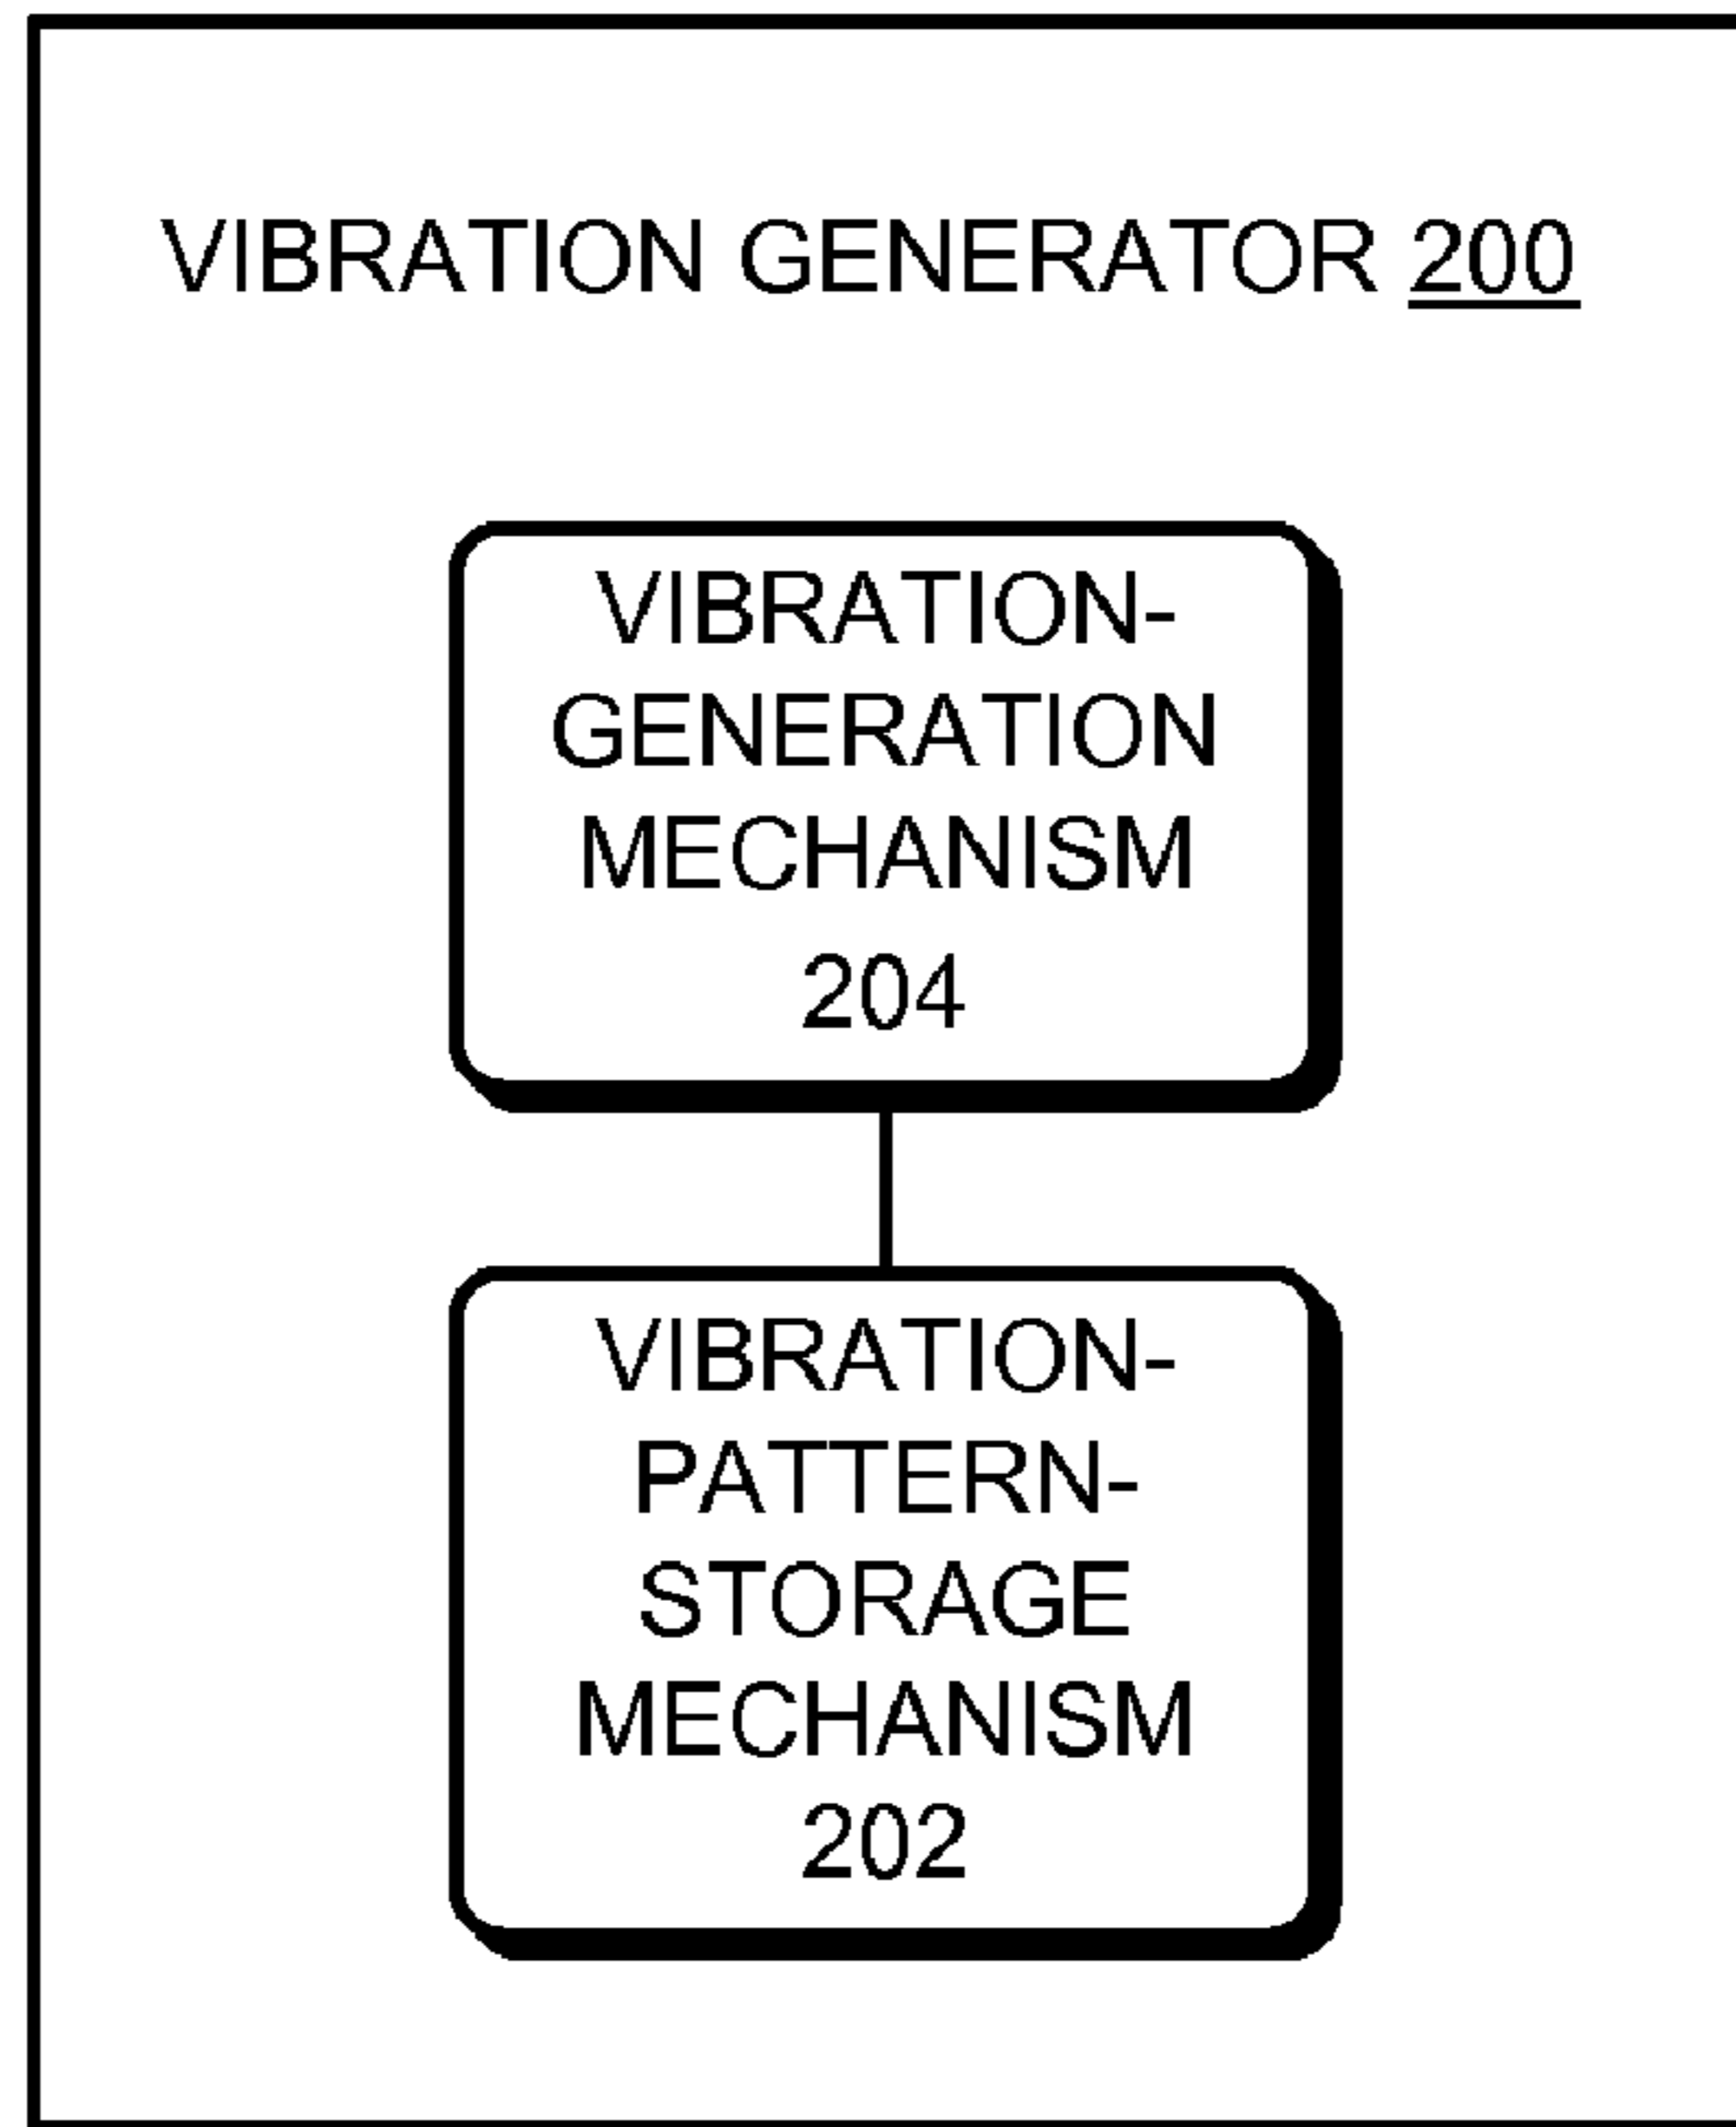 VIBRATION GENERATOR 200
VIBRATION-
GENERATION
MECHANISM
204
VIBRATION-
PATTERN-
STORAGE
MECHANISM
202